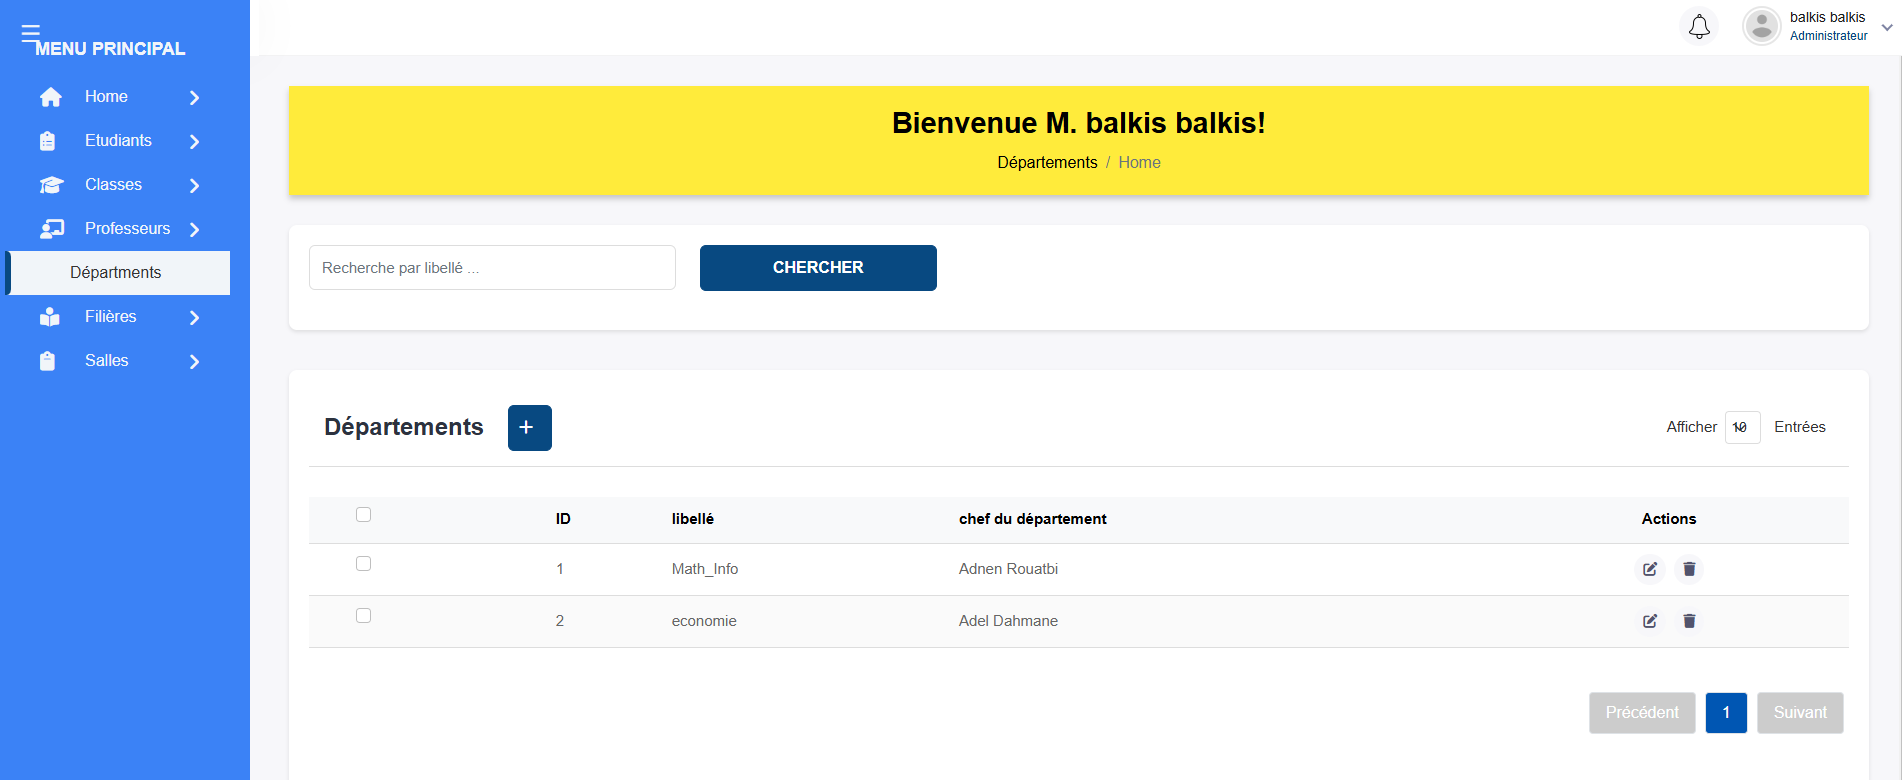 MENU PRINCIPAL
Home
Etudiants
Classes
Professeurs
Départments
Filières
Salles
balkis balkis
Administrateur
Bienvenue M. balkis balkis!
Départements / Home
Recherche par libellé ...
CHERCHER
Départements +
Afficher 10 Entrées
ID libellé chef du département Actions
1 Math_Info Adnen Rouatbi
2 economie Adel Dahmane
Précédent 1 Suivant